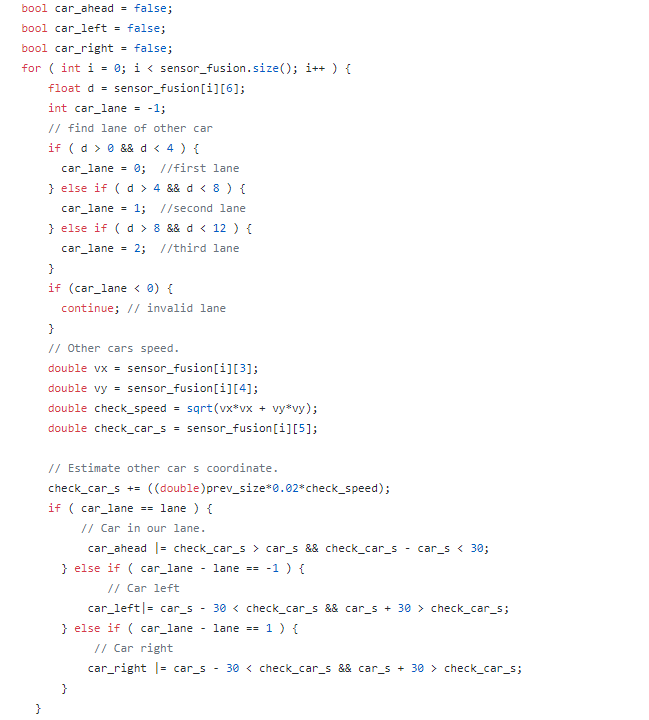 bool car_ahead = false;
bool car_left = false;
bool car_right = false;
for ( int i = 0; i < sensor_fusion.size(); i++ ) {
    float d = sensor_fusion[i][6];
    int car_lane = -1;
    // find lane of other car
    if ( d > 0 && d < 4 ) {
      car_lane = 0;  //first lane
    } else if ( d > 4 && d < 8 ) {
      car_lane = 1;  //second lane
    } else if ( d > 8 && d < 12 ) {
      car_lane = 2;  //third lane
    }
    if (car_lane < 0) {
      continue; // invalid lane
    }
    // Other cars speed.
    double vx = sensor_fusion[i][3];
    double vy = sensor_fusion[i][4];
    double check_speed = sqrt(vx*vx + vy*vy);
    double check_car_s = sensor_fusion[i][5];

    // Estimate other car s coordinate.
    check_car_s += ((double)prev_size*0.02*check_speed);
    if ( car_lane == lane ) {
         // Car in our lane.
          car_ahead |= check_car_s > car_s && check_car_s - car_s < 30;
      } else if ( car_lane - lane == -1 ) {
             // Car left
          car_left|= car_s - 30 < check_car_s && car_s + 30 > check_car_s;
      } else if ( car_lane - lane == 1 ) {
           // Car right
          car_right |= car_s - 30 < check_car_s && car_s + 30 > check_car_s;
      }
  }